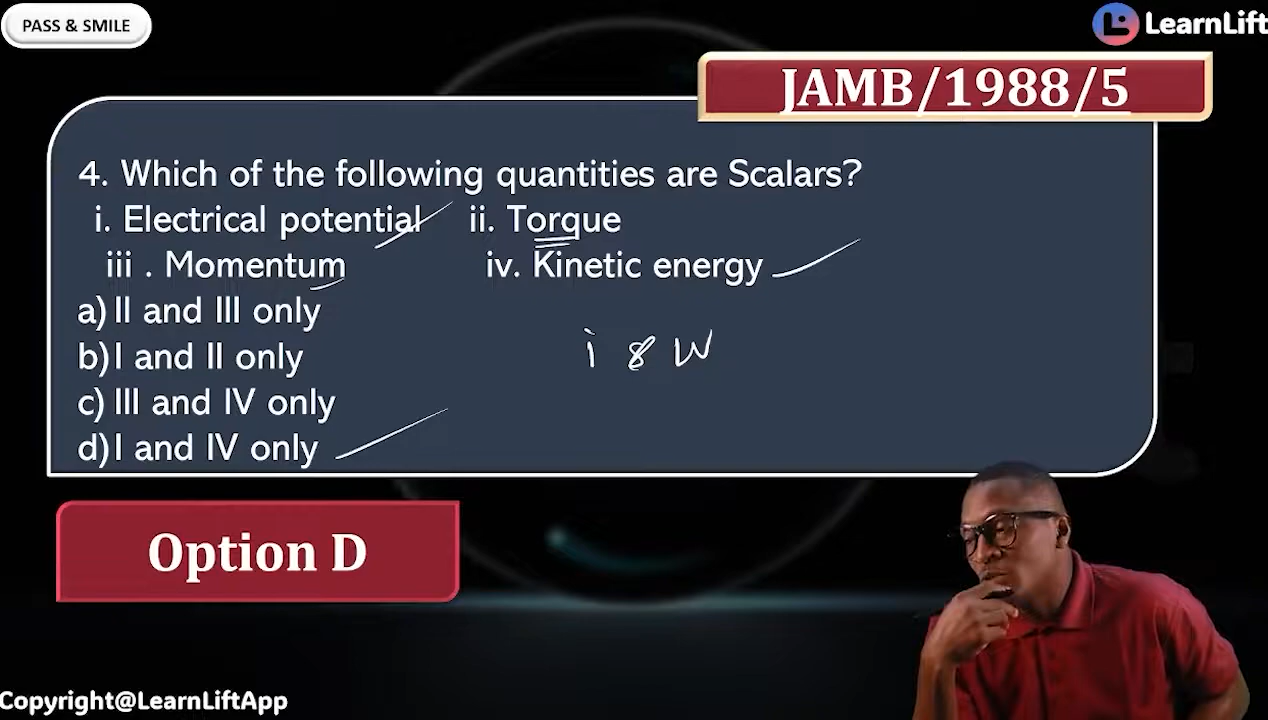 PASS & SMILE
LearnLift
JAMB/1988/5
4. Which of the following quantities are Scalars?
i. Electrical potential ii. Torque
iii . Momentum iv. Kinetic energy
a) II and III only
b) I and II only
i & iv
c) III and IV only
d) I and IV only
Option D
Copyright@LearnLiftApp